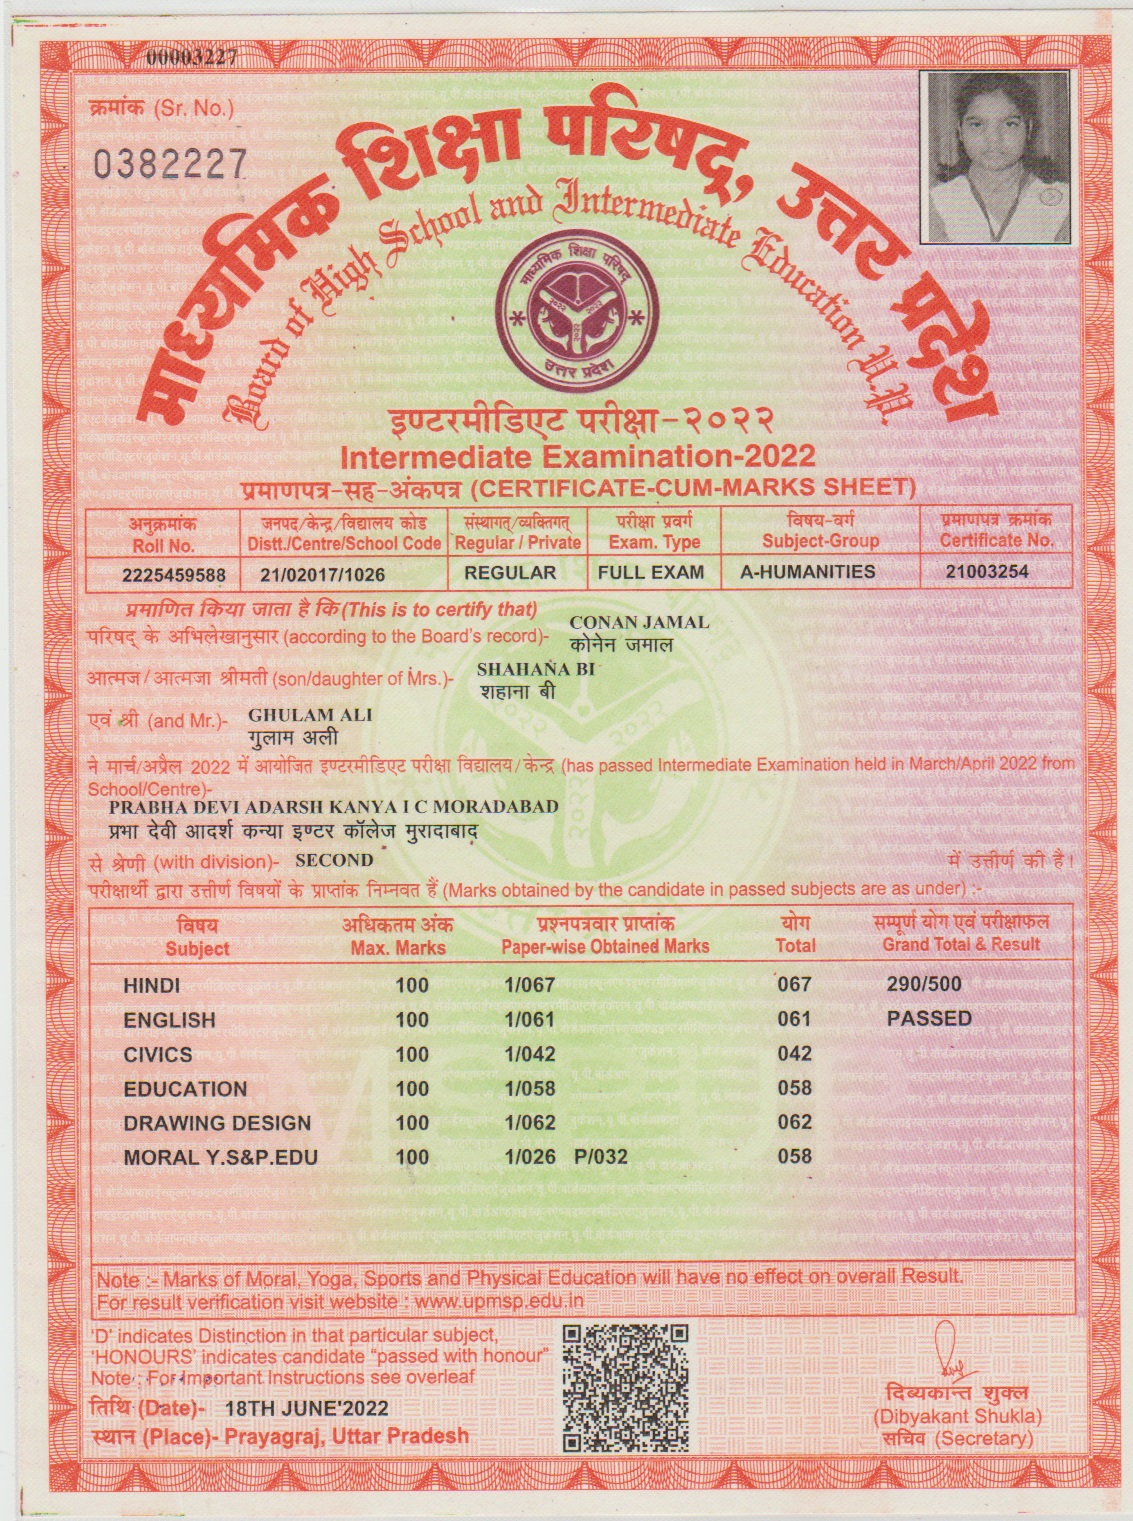 00003227
क्रमांक (Sr. No.)
0382227
माध्यमिक शिक्षा परिषद्, उत्तर प्रदेश
Board of High School and Intermediate Education U.P.
माध्यमिक शिक्षा परिषद्
२०२२ २०२२
२०२२
उत्तर प्रदेश
इण्टरमीडिएट परीक्षा-२०२२
Intermediate Examination-2022
प्रमाणपत्र-सह-अंकपत्र (CERTIFICATE-CUM-MARKS SHEET)
अनुक्रमांक जनपद/केन्द्र/विद्यालय कोड संस्थागत्/व्यक्तिगत् परीक्षा प्रवर्ग विषय-वर्ग प्रमाणपत्र क्रमांक
Roll No. Distt./Centre/School Code Regular / Private Exam. Type Subject-Group Certificate No.
2225459588 21/02017/1026 REGULAR FULL EXAM A-HUMANITIES 21003254
प्रमाणित किया जाता है कि (This is to certify that)
CONAN JAMAL
परिषद् के अभिलेखानुसार (according to the Board's record)- कोनेन जमाल
SHAHANA BI
आत्मज/आत्मजा श्रीमती (son/daughter of Mrs.)- शहाना बी
GHULAM ALI
एवं श्री (and Mr.)- गुलाम अली
ने मार्च/अप्रैल 2022 में आयोजित इण्टरमीडिएट परीक्षा विद्यालय/केन्द्र (has passed Intermediate Examination held in March/April 2022 from
School/Centre)-
PRABHA DEVI ADARSH KANYA I C MORADABAD
प्रभा देवी आदर्श कन्या इण्टर कॉलेज मुरादाबाद
से श्रेणी (with division)- SECOND में उत्तीर्ण की है।
परीक्षार्थी द्वारा उत्तीर्ण विषयों के प्राप्तांक निम्नवत हैं (Marks obtained by the candidate in passed subjects are as under) :-
विषय अधिकतम अंक प्रश्नपत्रवार प्राप्तांक योग सम्पूर्ण योग एवं परीक्षाफल
Subject Max. Marks Paper-wise Obtained Marks Total Grand Total & Result
HINDI 100 1/067 067 290/500
ENGLISH 100 1/061 061 PASSED
CIVICS 100 1/042 042
EDUCATION 100 1/058 058
DRAWING DESIGN 100 1/062 062
MORAL Y.S&P.EDU 100 1/026 P/032 058
Note :- Marks of Moral, Yoga, Sports and Physical Education will have no effect on overall Result.
For result verification visit website : www.upmsp.edu.in
'D' indicates Distinction in that particular subject,
'HONOURS' indicates candidate "passed with honour"
Note : For Important Instructions see overleaf
तिथि (Date)- 18TH JUNE'2022
स्थान (Place)- Prayagraj, Uttar Pradesh
दिव्यकान्त शुक्ल
(Dibyakant Shukla)
सचिव (Secretary)